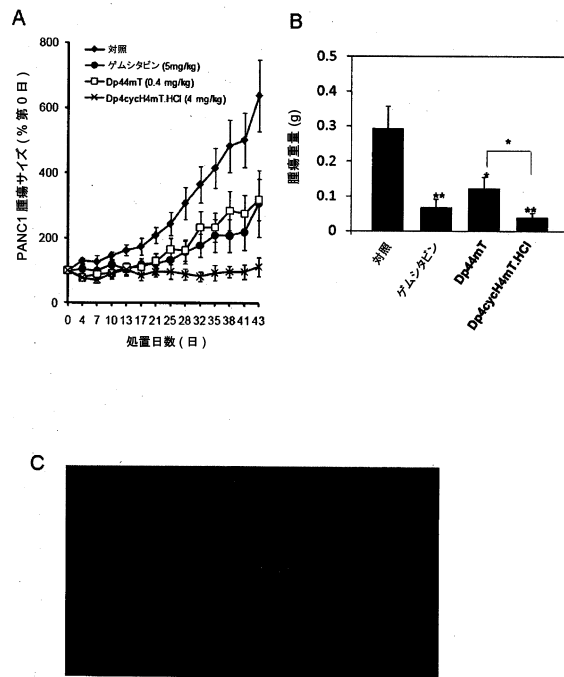 A
800
600
400
200
0
PANC1 腫瘍サイズ (% 第０日)
対照
ゲムシタビン (5mg/kg)
Dp44mT (0.4 mg/kg)
Dp4cycH4mT.HCl (4 mg/kg)
0 4 7 10 13 17 21 25 28 32 35 38 41 43
処置日数 (日)
B
0.5
0.4
0.3
0.2
0.1
0
腫瘍重量 (g)
**
*
*
**
対照
ゲムシタビン
Dp44mT
Dp4cycH4mT.HCl
C